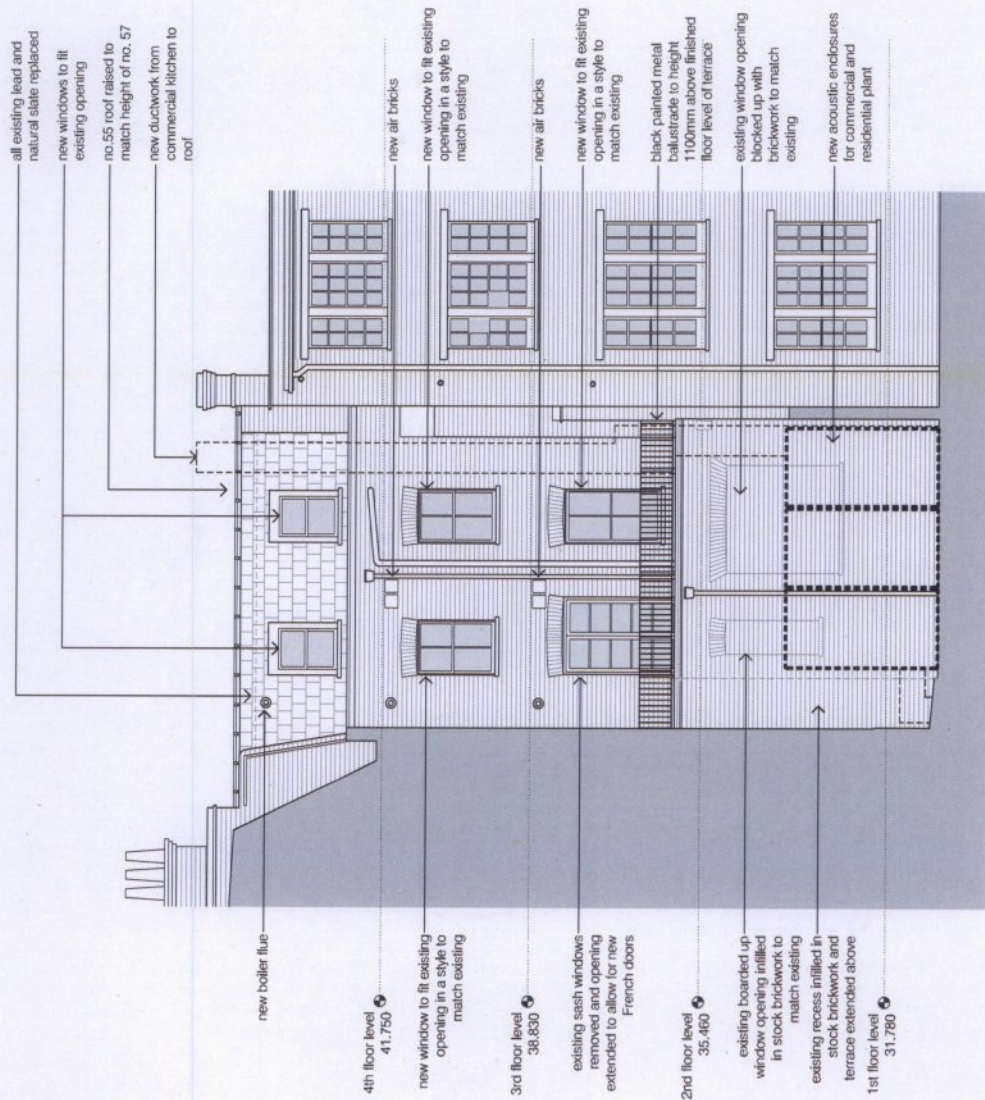 all existing lead and
natural slate replaced
new windows to fit
existing opening
no.55 roof raised to
match height of no. 57
new ductwork from
commercial kitchen to
roof
new air bricks
new window to fit existing
opening in a style to
match existing
new air bricks
new window to fit existing
opening in a style to
match existing
black painted metal
balustrade to height
1100mm above finished
floor level of terrace
existing window opening
blocked up with
brickwork to match
existing
new acoustic enclosures
for commercial and
residential plant
new boiler flue
4th floor level
41.750
new window to fit existing
opening in a style to
match existing
3rd floor level
38.830
existing sash windows
removed and opening
extended to allow for new
French doors
2nd floor level
35.460
existing boarded up
window opening infilled
in stock brickwork to
match existing
existing recess infilled in
stock brickwork and
terrace extended above
1st floor level
31.780